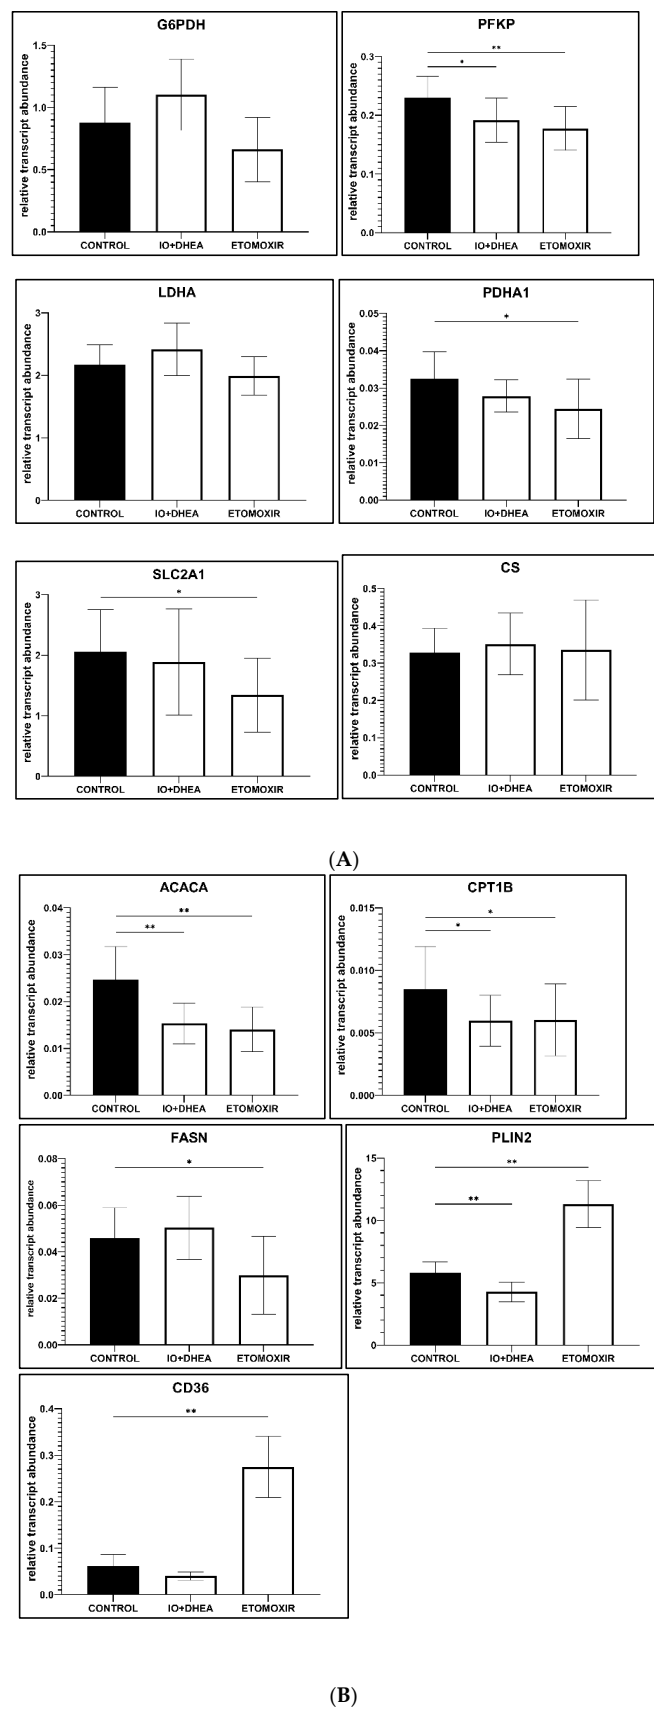 G6PDH
relative transcript abundance
1.5
1.0
0.5
0.0
CONTROL IO+DHEA ETOMOXIR
PFKP
relative transcript abundance
0.3
0.2
0.1
0.0
**
*
CONTROL IO+DHEA ETOMOXIR
LDHA
relative transcript abundance
3
2
1
0
CONTROL IO+DHEA ETOMOXIR
PDHA1
relative transcript abundance
0.05
0.04
0.03
0.02
0.01
0.00
*
CONTROL IO+DHEA ETOMOXIR
SLC2A1
relative transcript abundance
3
2
1
0
*
CONTROL IO+DHEA ETOMOXIR
CS
relative transcript abundance
0.5
0.4
0.3
0.2
0.1
0.0
CONTROL IO+DHEA ETOMOXIR
(A)
ACACA
relative transcript abundance
0.04
0.03
0.02
0.01
0.00
**
**
CONTROL IO+DHEA ETOMOXIR
CPT1B
relative transcript abundance
0.015
0.010
0.005
0.000
*
*
CONTROL IO+DHEA ETOMOXIR
FASN
relative transcript abundance
0.08
0.06
0.04
0.02
0.00
*
CONTROL IO+DHEA ETOMOXIR
PLIN2
relative transcript abundance
15
10
5
0
**
**
CONTROL IO+DHEA ETOMOXIR
CD36
relative transcript abundance
0.4
0.3
0.2
0.1
0.0
**
CONTROL IO+DHEA ETOMOXIR
(B)